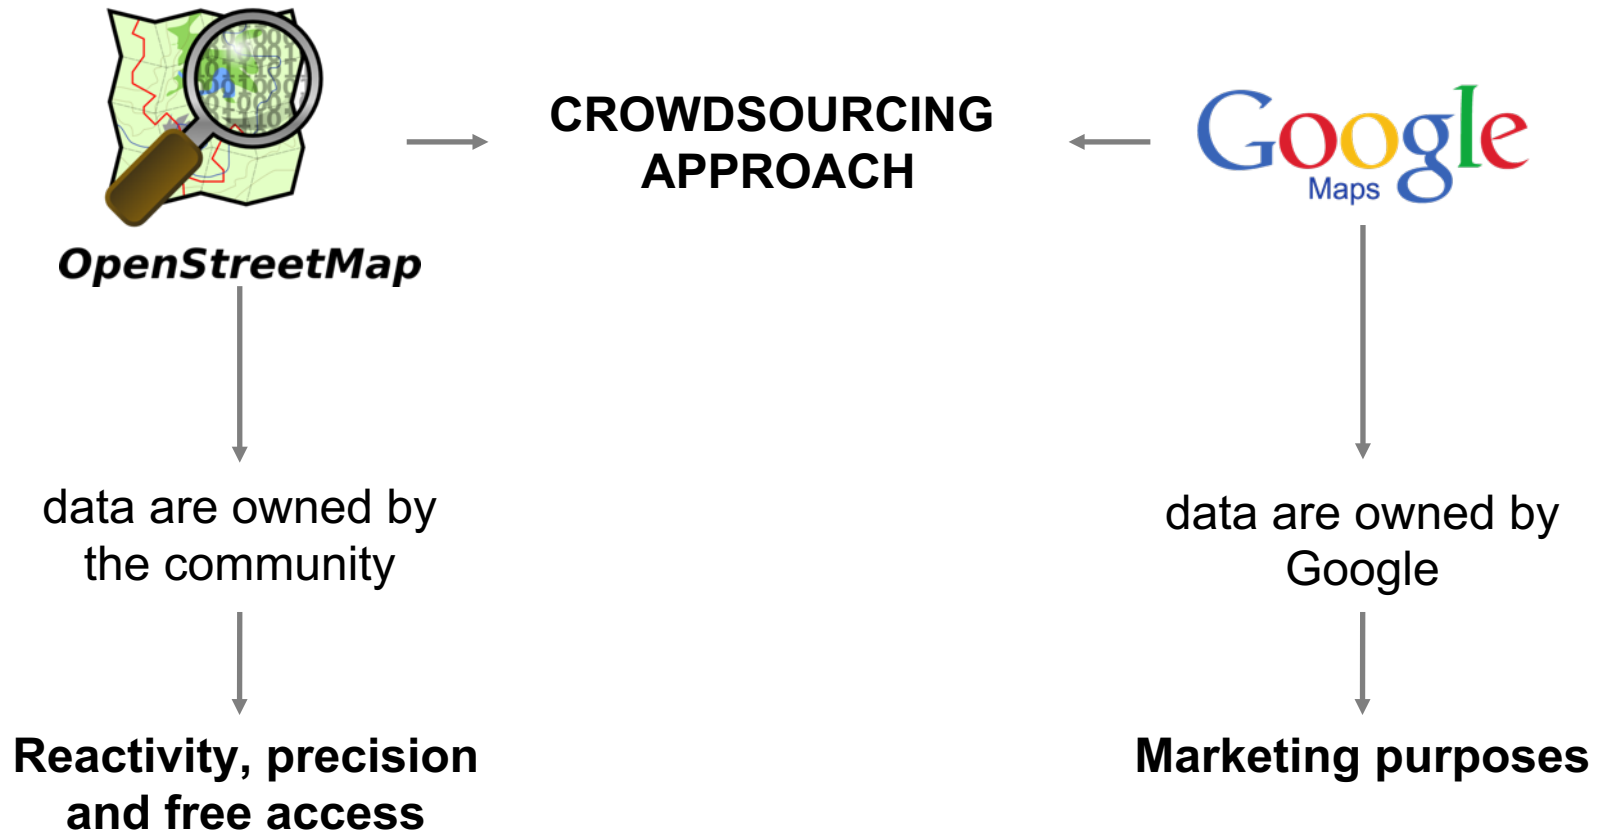 CROWDSOURCING
APPROACH
Google
Maps
OpenStreetMap
data are owned by
the community
data are owned by
Google
Reactivity, precision
and free access
Marketing purposes